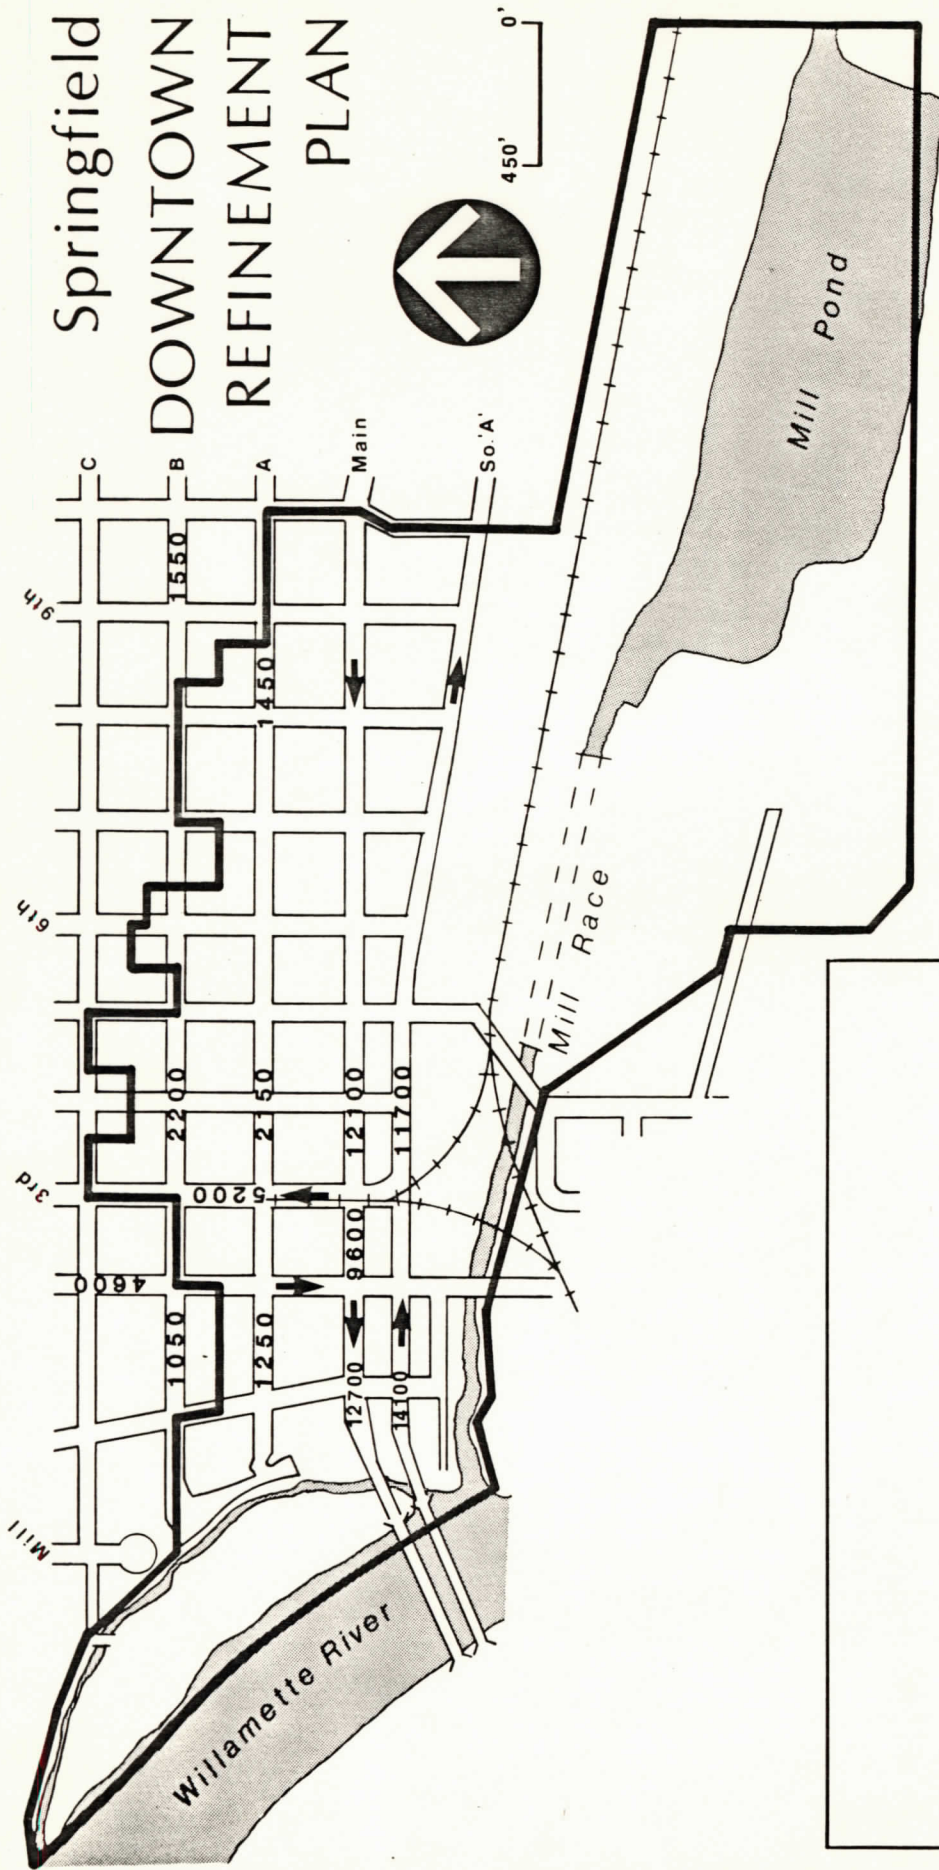 Springfield
DOWNTOWN
REFINEMENT
PLAN
450' 0'
C
B
A
Main
So.'A'
9th
6th
3rd
Mill
1550
1450
2200
2150
12100
11700
5200
9600
4600
1050
1250
12700
14100
Mill Race
Mill Pond
Willamette River